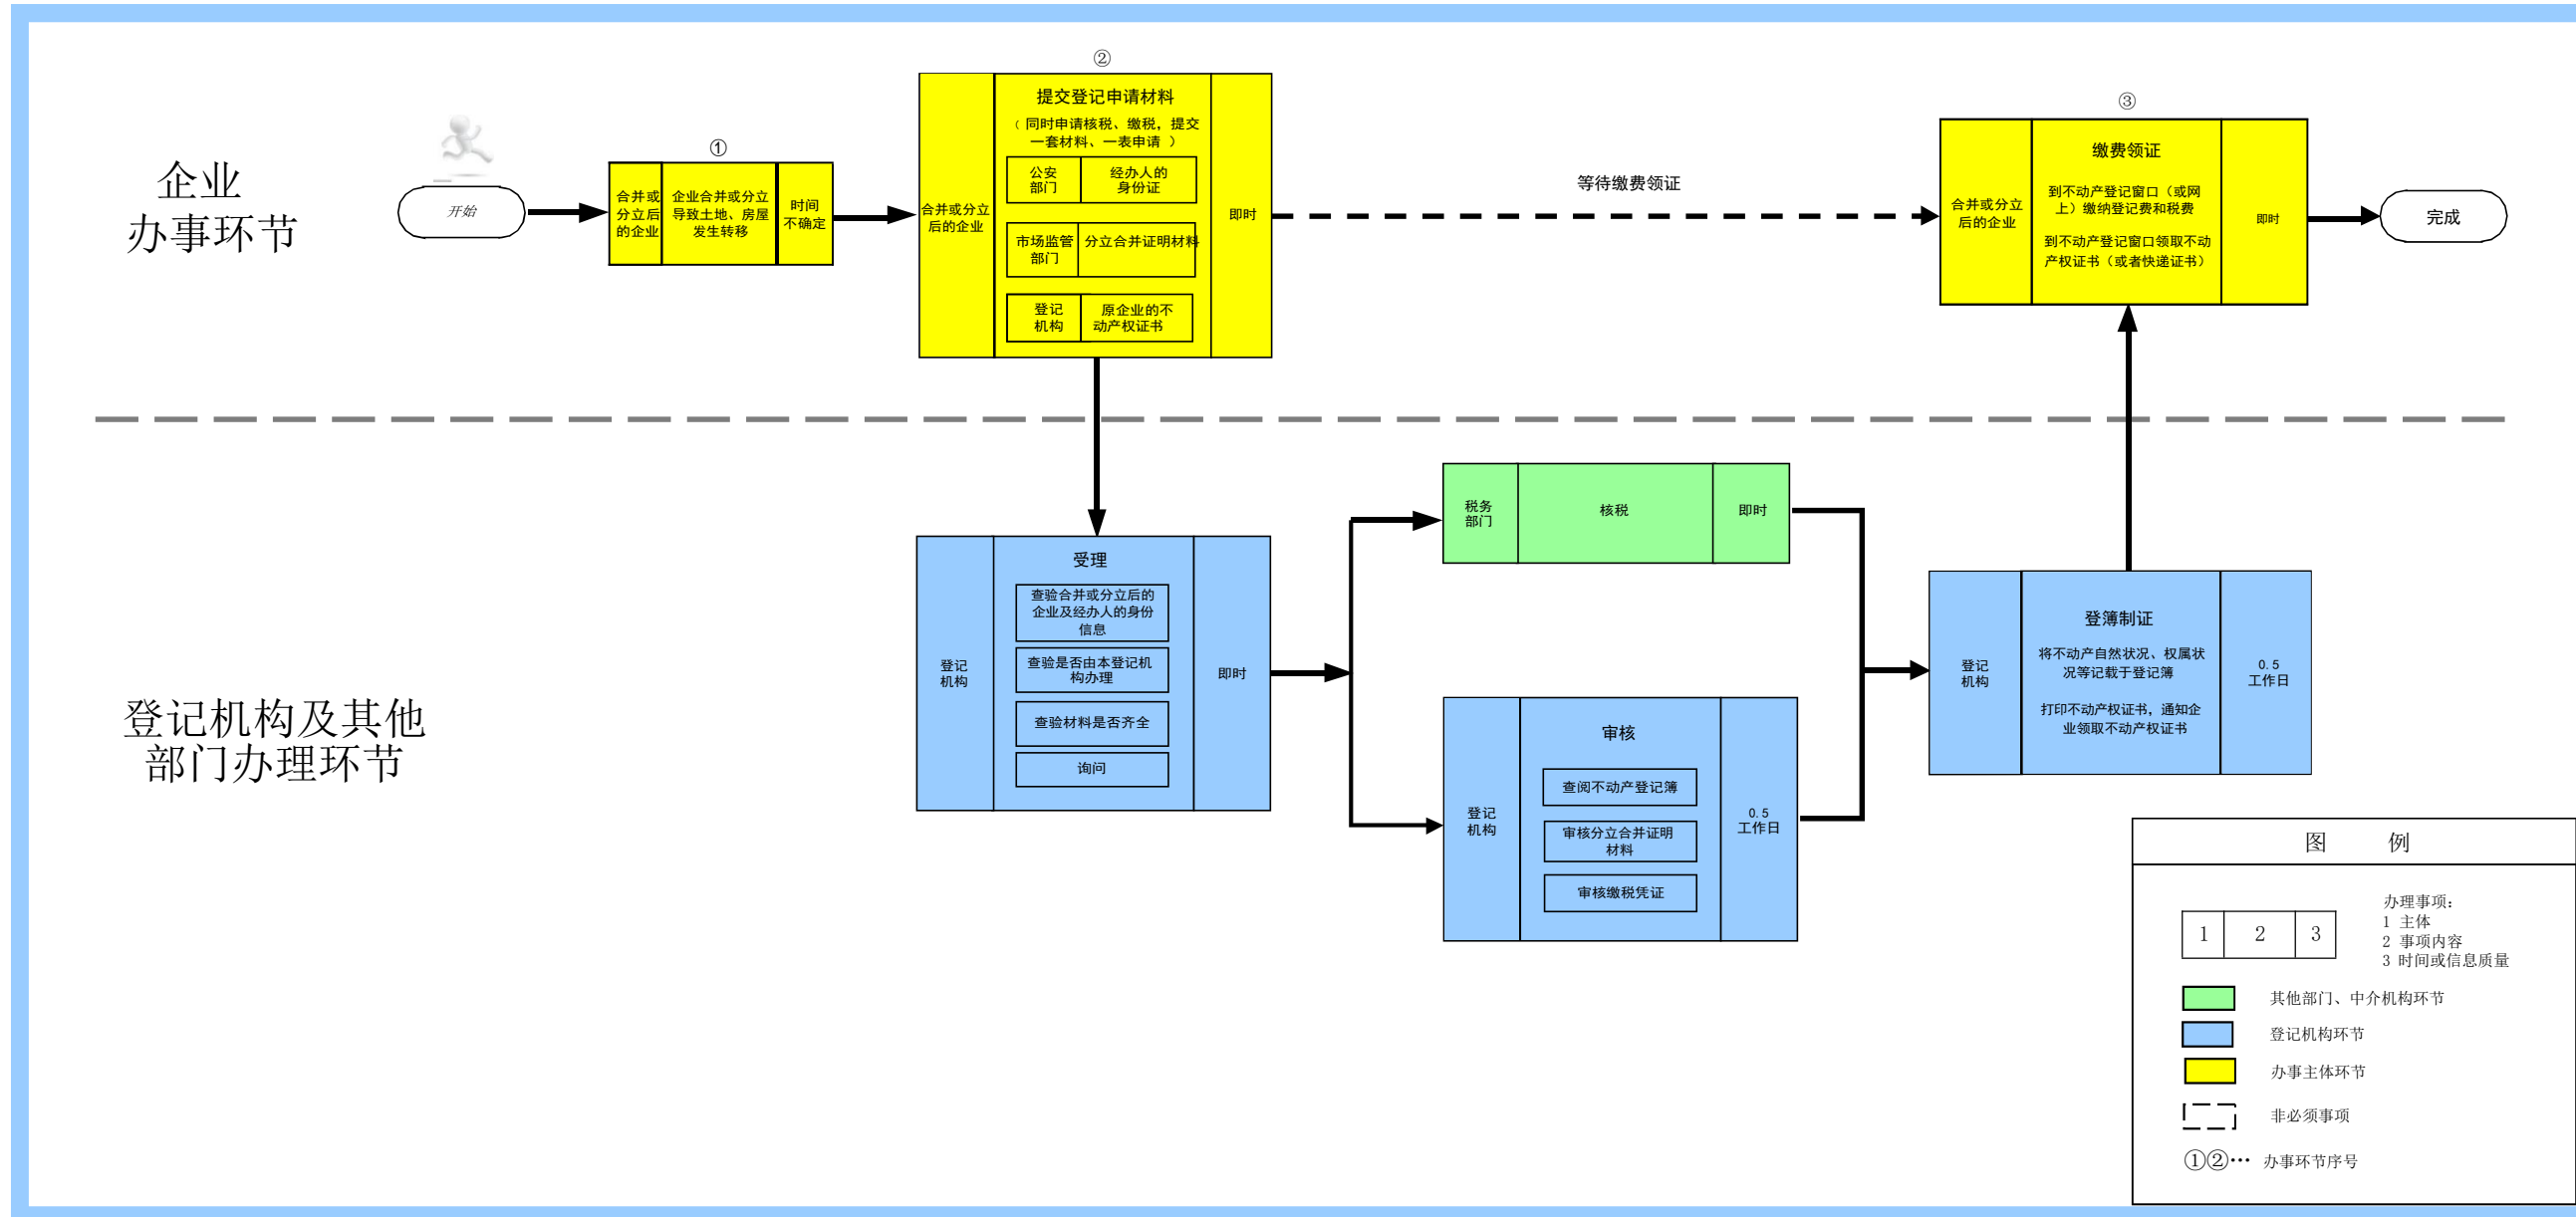 企业
办事环节
开始
①
合并或
分立后
的企业
企业合并或分立
导致土地、房屋
发生转移
时间
不确定
②
合并或分立
后的企业
提交登记申请材料
（ 同时申请核税、缴税，提交
一套材料、一表申请 ）
公安
部门
经办人的
身份证
市场监管
部门
分立合并证明材料
登记
机构
原企业的不
动产权证书
即时
等待缴费领证
③
合并或分立
后的企业
缴费领证
到不动产登记窗口（或网
上）缴纳登记费和税费
到不动产登记窗口领取不动
产权证书（或者快递证书）
即时
完成
登记机构及其他
部门办理环节
登记
机构
受理
查验合并或分立后的
企业及经办人的身份
信息
查验是否由本登记机
构办理
查验材料是否齐全
询问
即时
税务
部门
核税
即时
登记
机构
审核
查阅不动产登记簿
审核分立合并证明
材料
审核缴税凭证
0.5
工作日
登记
机构
登簿制证
将不动产自然状况、权属状
况等记载于登记簿
打印不动产权证书，通知企
业领取不动产权证书
0.5
工作日
图 例
1 2 3
办理事项：
1 主体
2 事项内容
3 时间或信息质量
其他部门、中介机构环节
登记机构环节
办事主体环节
非必须事项
①②… 办事环节序号